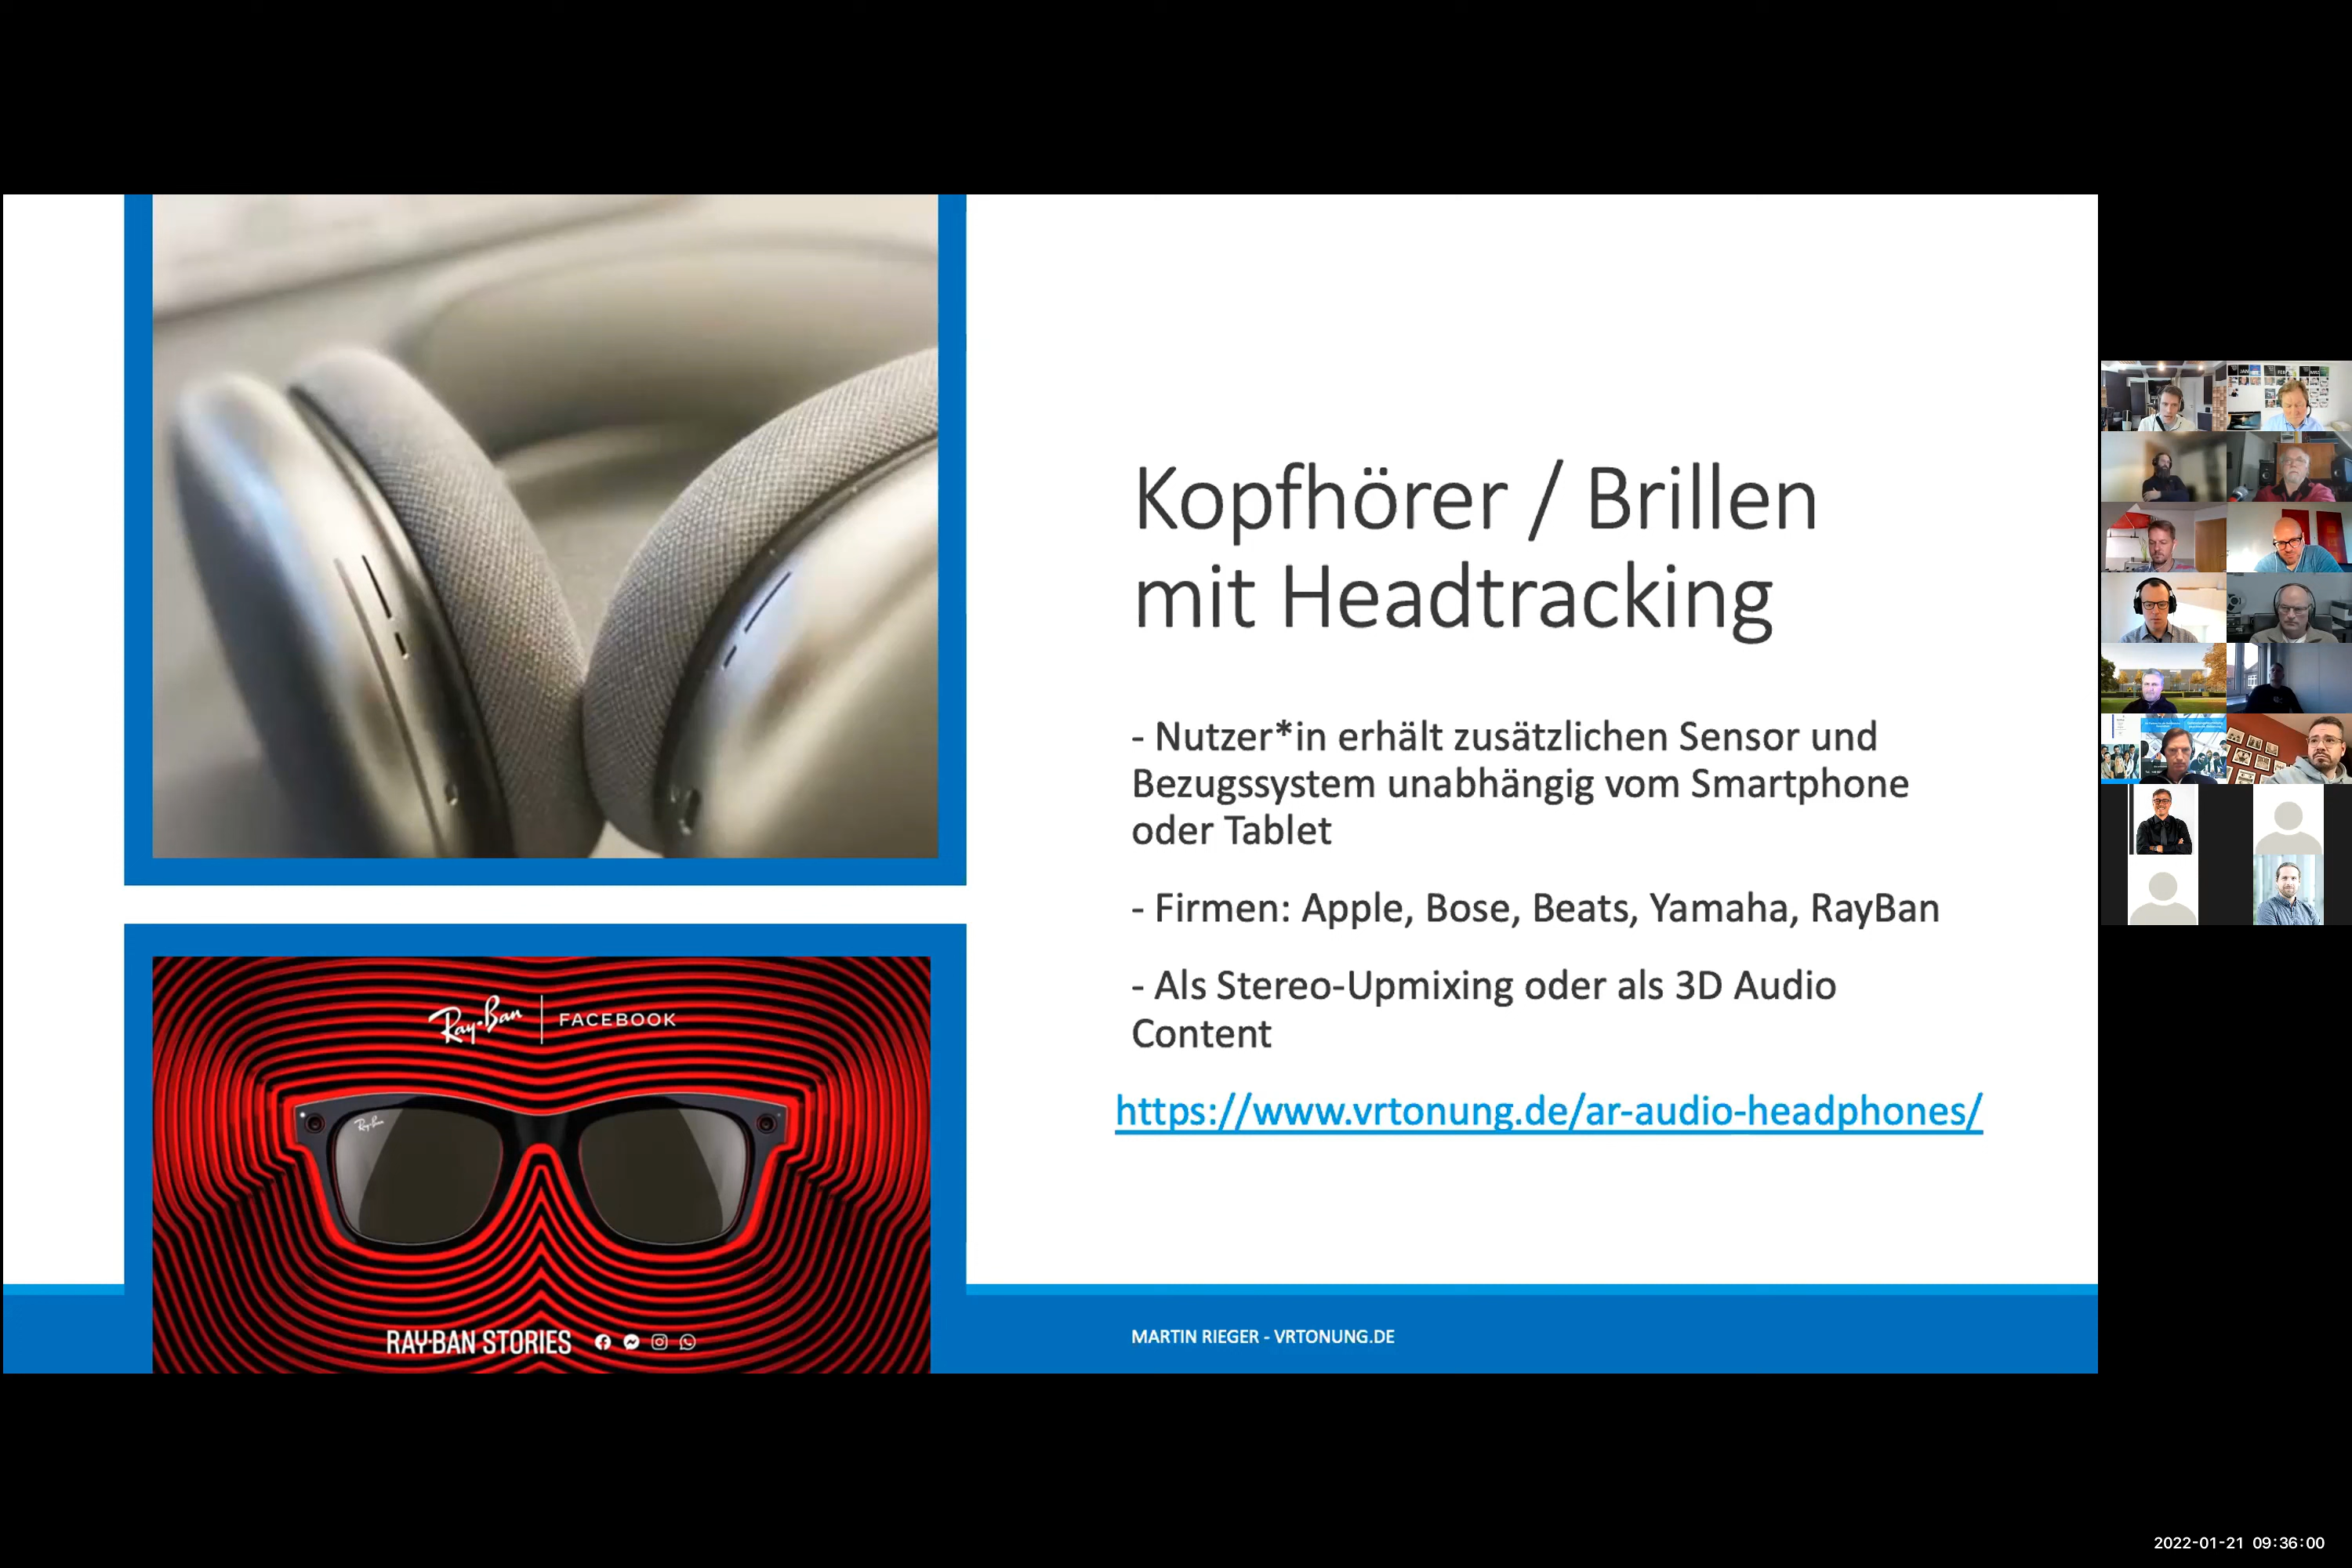 Kopfhörer / Brillen
mit Headtracking
- Nutzer*in erhält zusätzlichen Sensor und
Bezugssystem unabhängig vom Smartphone
oder Tablet
- Firmen: Apple, Bose, Beats, Yamaha, RayBan
- Als Stereo-Upmixing oder als 3D Audio
Content
https://www.vrtonung.de/ar-audio-headphones/
Ray-Ban | FACEBOOK
Ray-Ban
RAY-BAN STORIES
MARTIN RIEGER - VRTONUNG.DE
2022-01-21 09:36:00